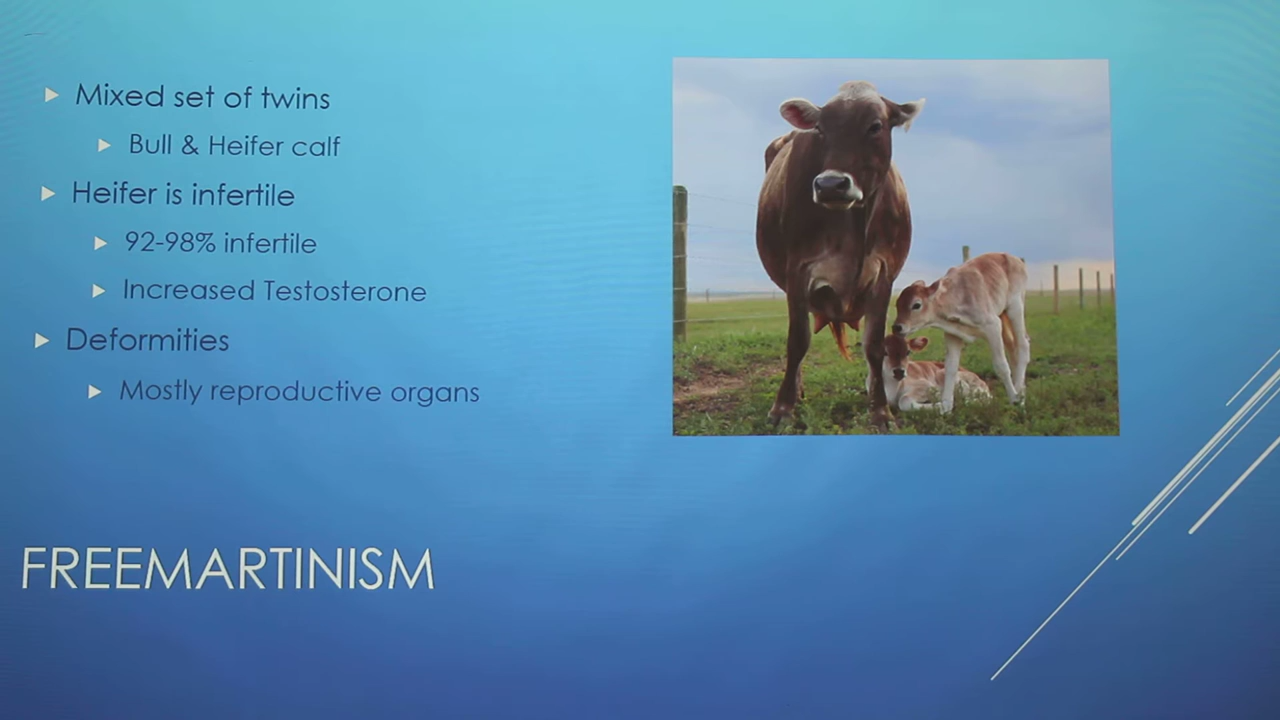 Mixed set of twins
Bull & Heifer calf
Heifer is infertile
92-98% infertile
Increased Testosterone
Deformities
Mostly reproductive organs
FREEMARTINISM